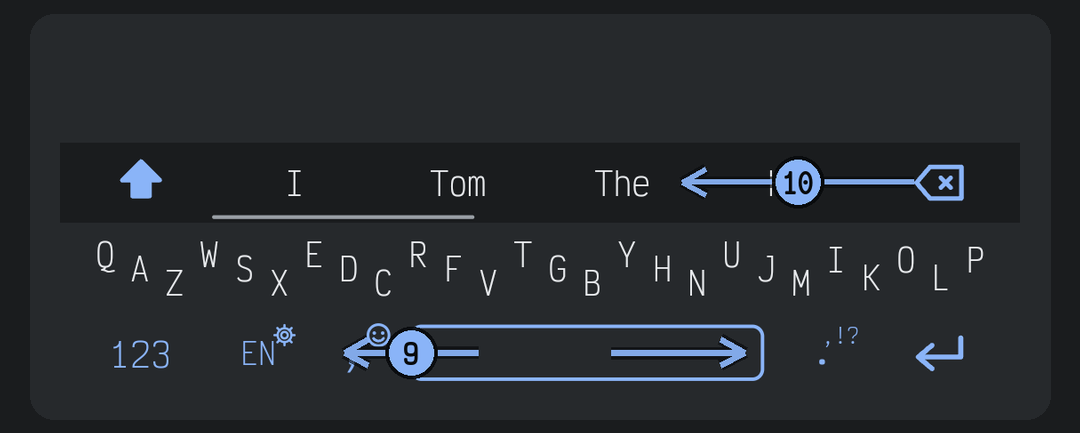 I Tom The 10
Q A Z W S X E D C R F V T G B Y H N U J M I K O L P
123 EN , 9 . ,!?